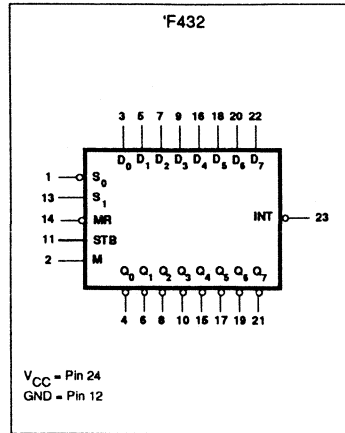 'F432
3 5 7 9 16 18 20 22
D0 D1 D2 D3 D4 D5 D6 D7
1 S0
13 S1
14 MR
INT 23
11 STB
2 M
Q0 Q1 Q2 Q3 Q4 Q5 Q6 Q7
4 6 8 10 15 17 19 21
VCC = Pin 24
GND = Pin 12